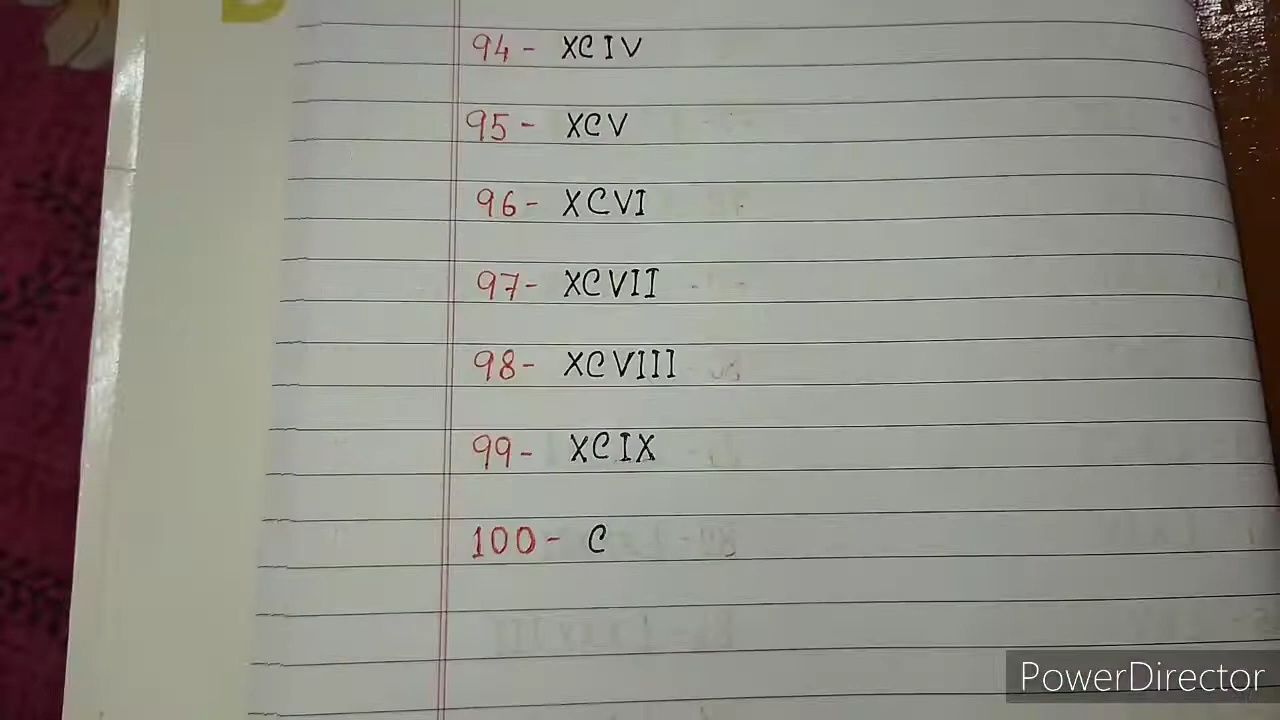 94 - XCIV
95 - XCV
96 - XCVI
97 - XCVII
98 - XCVIII
99 - XCIX
100 - C
PowerDirector